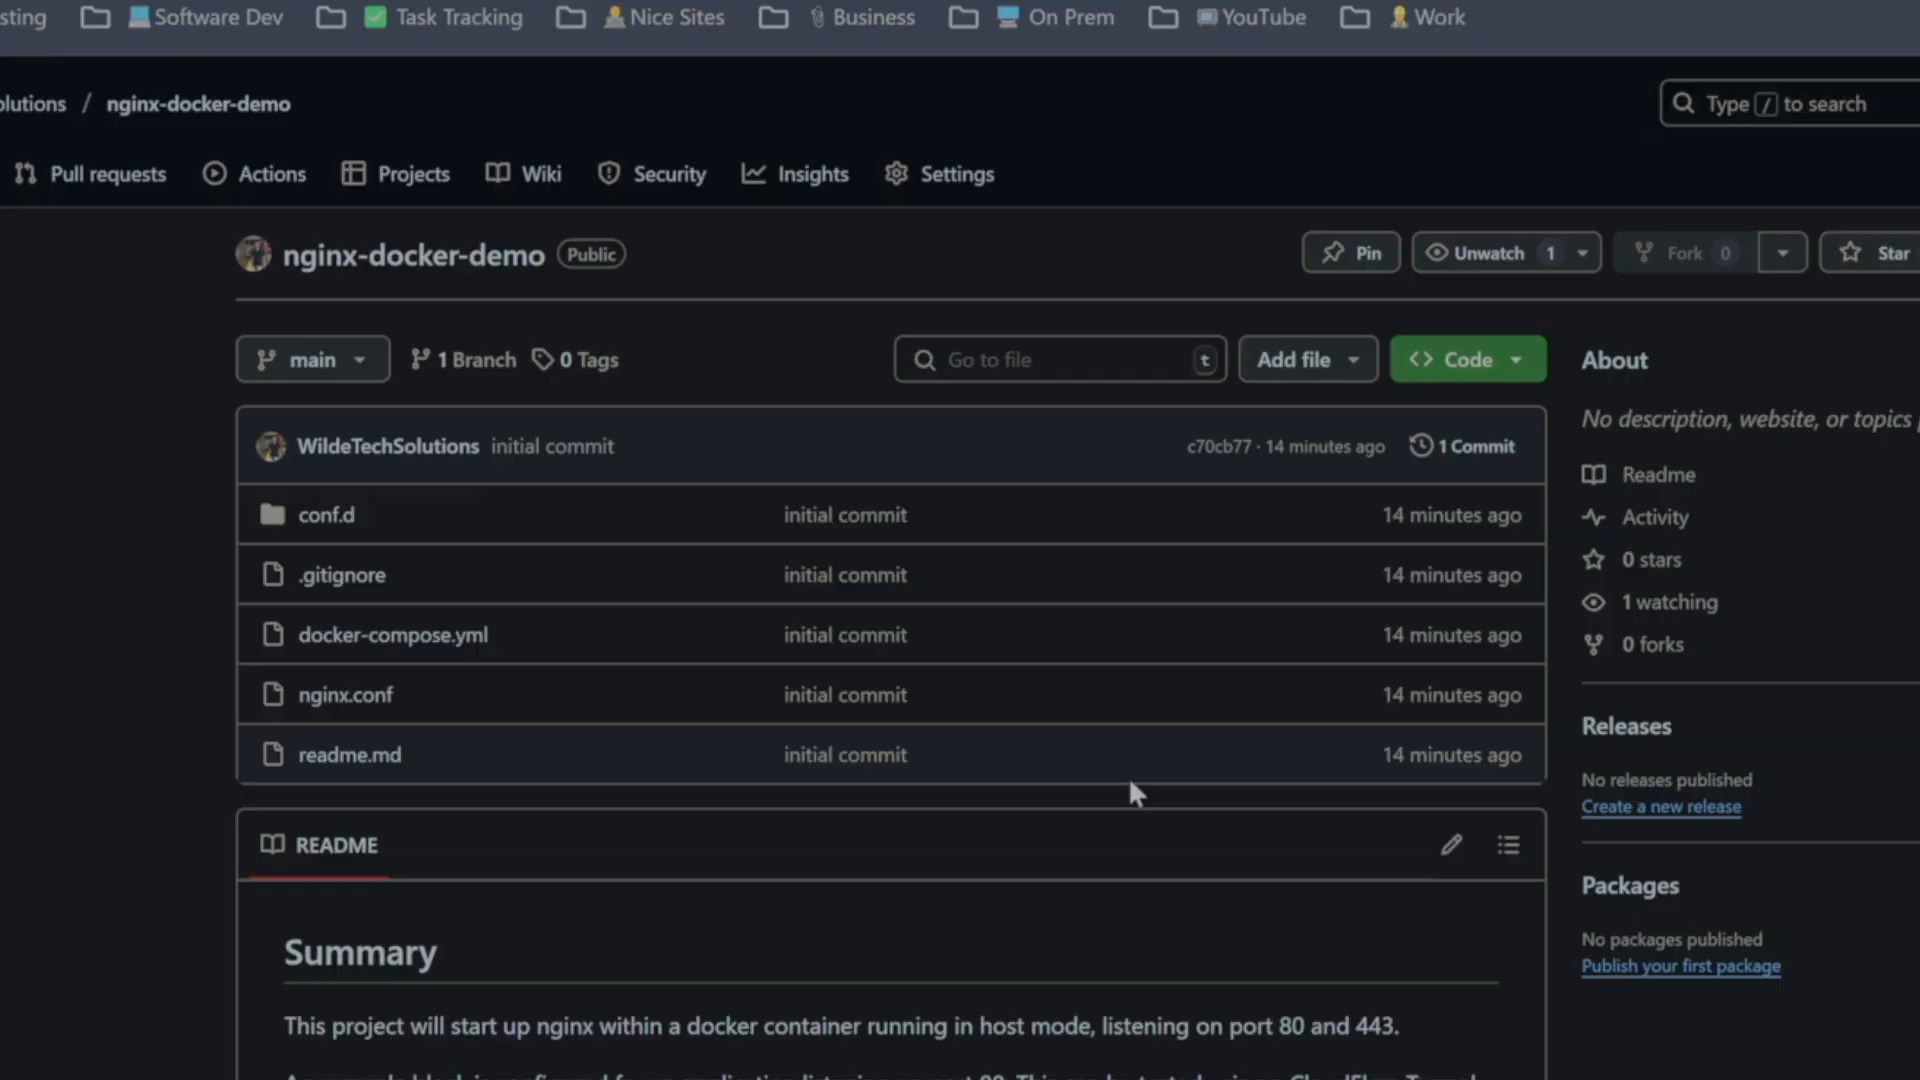 sting Software Dev Task Tracking Nice Sites Business On Prem YouTube Work
olutions / nginx-docker-demo Type / to search
Pull requests Actions Projects Wiki Security Insights Settings
nginx-docker-demo Public Pin Unwatch 1 Fork 0 Star
main 1 Branch 0 Tags Go to file t Add file Code
About
No description, website, or topics
WildeTechSolutions initial commit c70cb77 · 14 minutes ago 1 Commit
conf.d initial commit 14 minutes ago
.gitignore initial commit 14 minutes ago
docker-compose.yml initial commit 14 minutes ago
nginx.conf initial commit 14 minutes ago
readme.md initial commit 14 minutes ago
Readme
Activity
0 stars
1 watching
0 forks
Releases
No releases published
Create a new release
Packages
No packages published
Publish your first package
README
Summary
This project will start up nginx within a docker container running in host mode, listening on port 80 and 443.